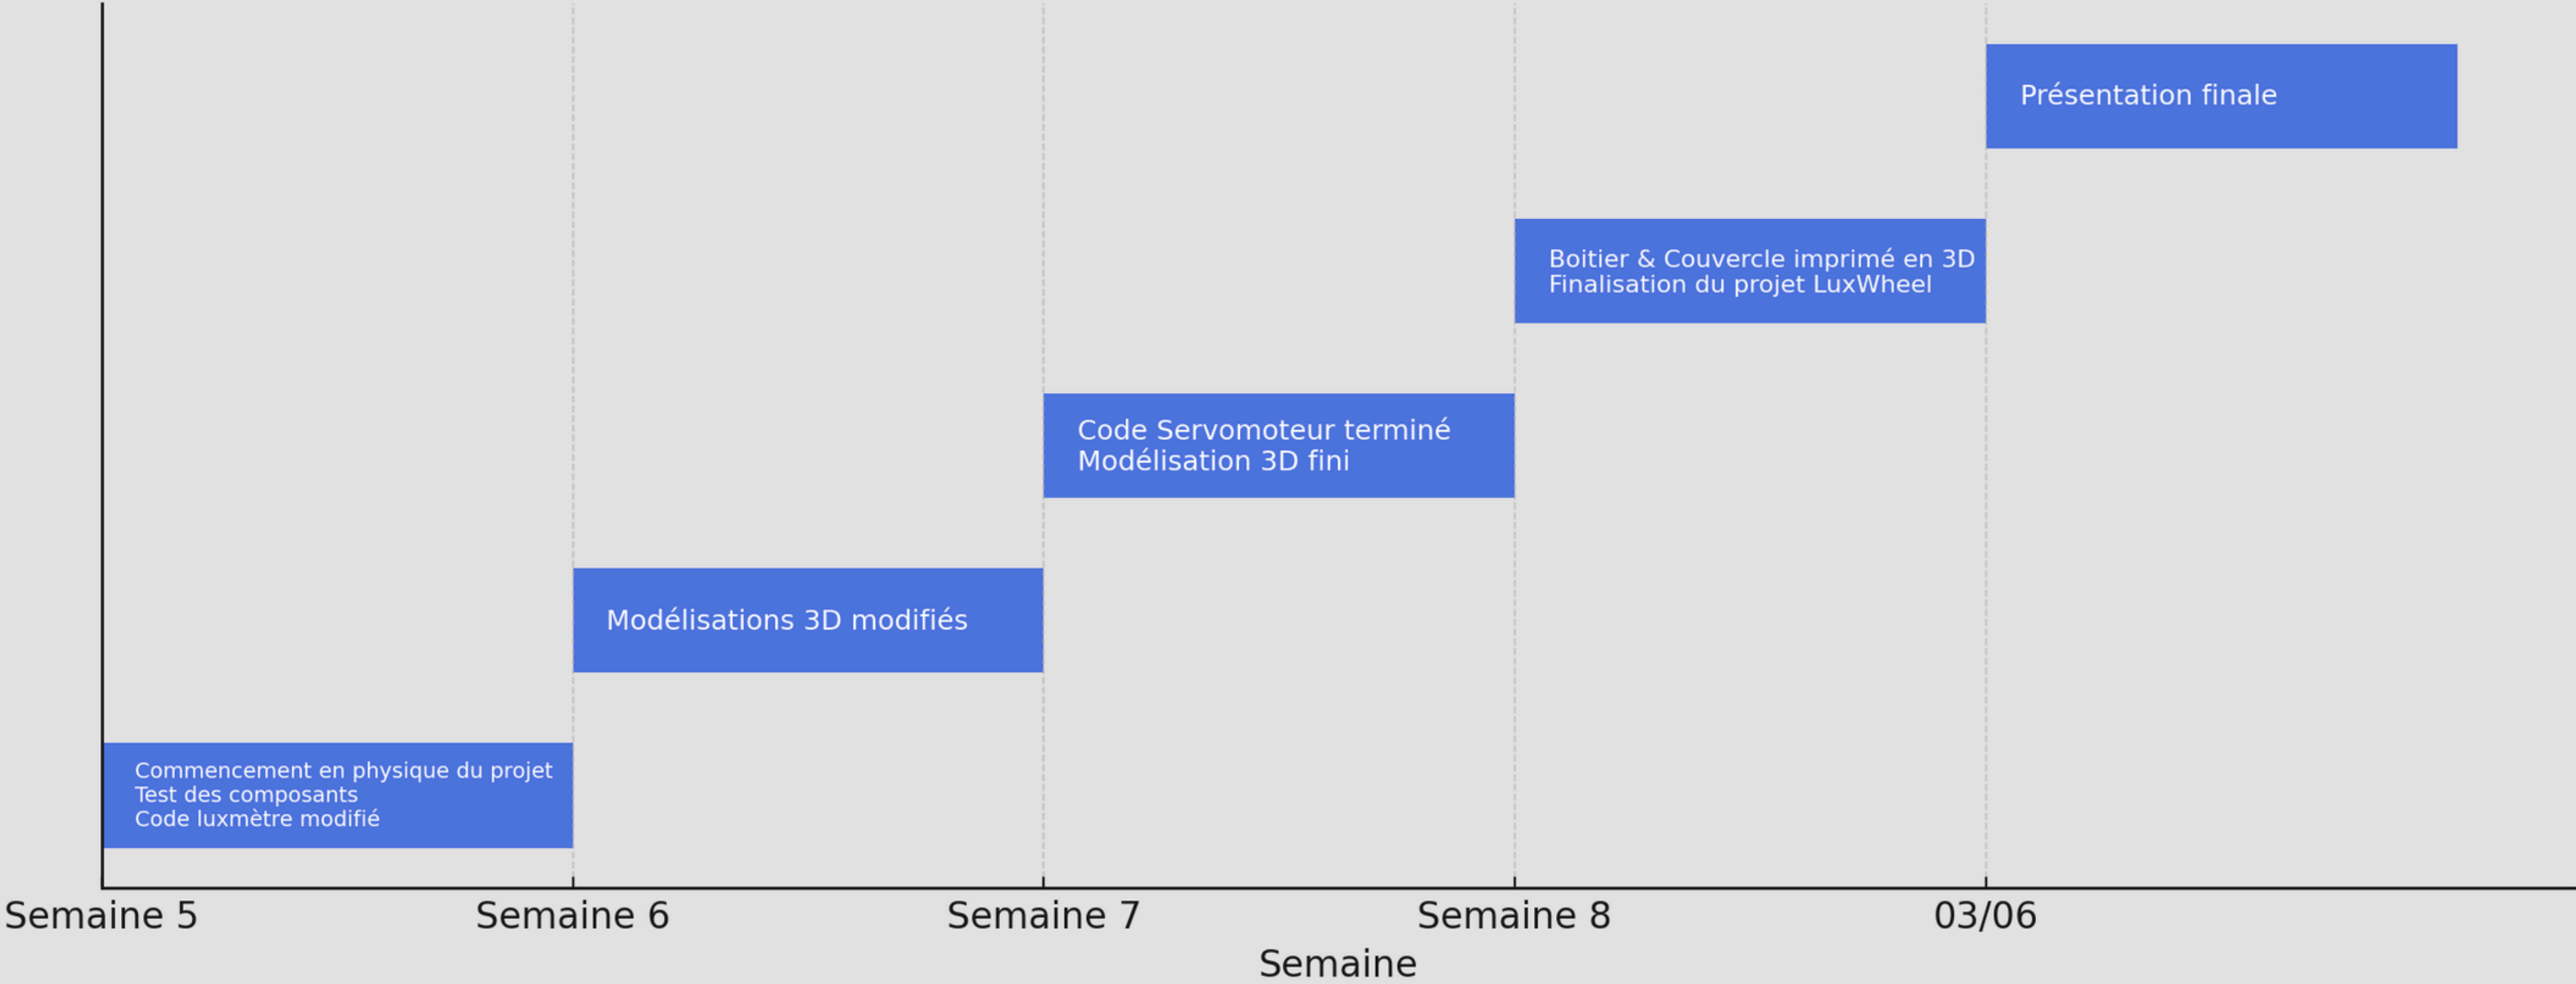 Présentation finale
Boitier & Couvercle imprimé en 3D
Finalisation du projet LuxWheel
Code Servomoteur terminé
Modélisation 3D fini
Modélisations 3D modifiés
Commencement en physique du projet
Test des composants
Code luxmètre modifié
Semaine 5
Semaine 6
Semaine 7
Semaine 8
03/06
Semaine